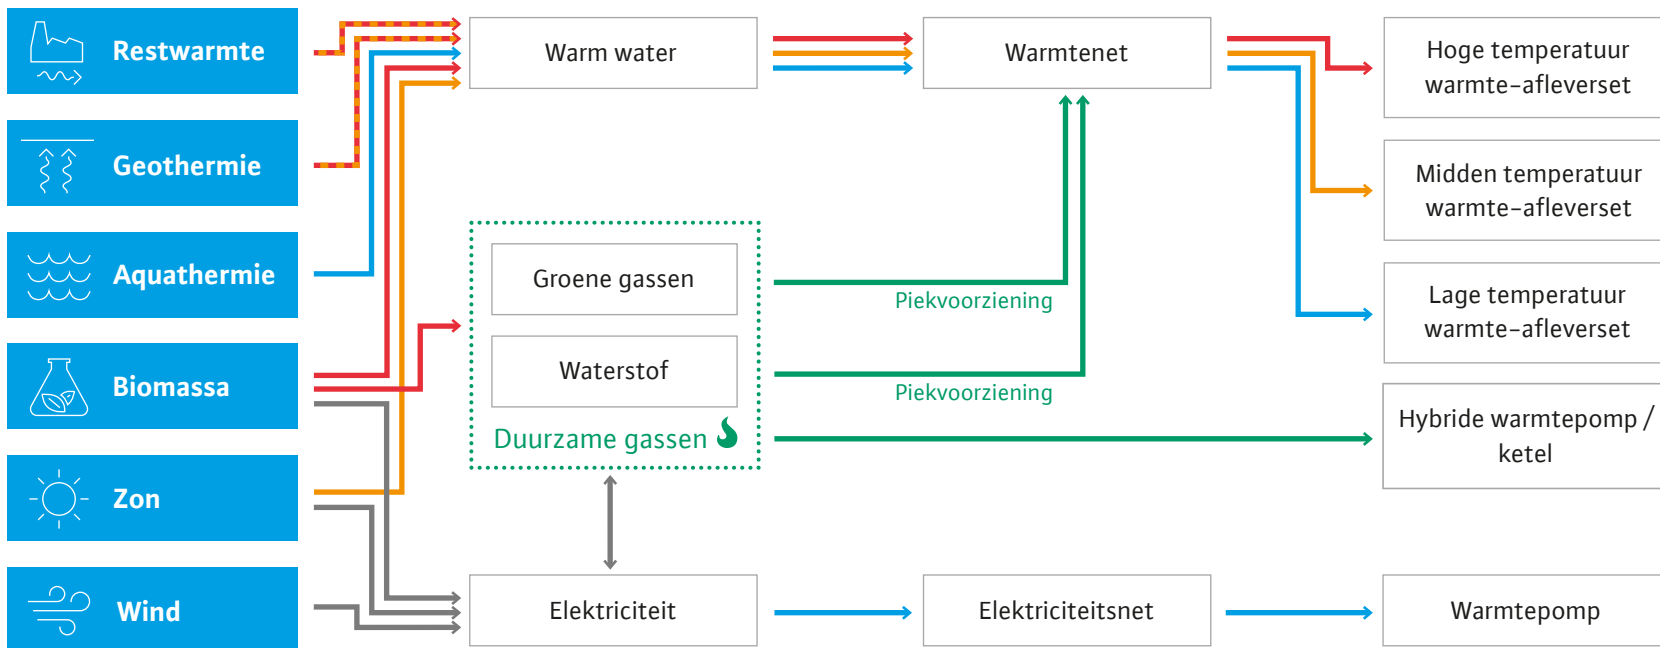 Restwarmte
Geothermie
Aquathermie
Biomassa
Zon
Wind
Warm water
Groene gassen
Waterstof
Duurzame gassen
Elektriciteit
Piekvoorziening
Piekvoorziening
Warmtenet
Elektriciteitsnet
Hoge temperatuur
warmte-afleverset
Midden temperatuur
warmte-afleverset
Lage temperatuur
warmte-afleverset
Hybride warmtepomp /
ketel
Warmtepomp